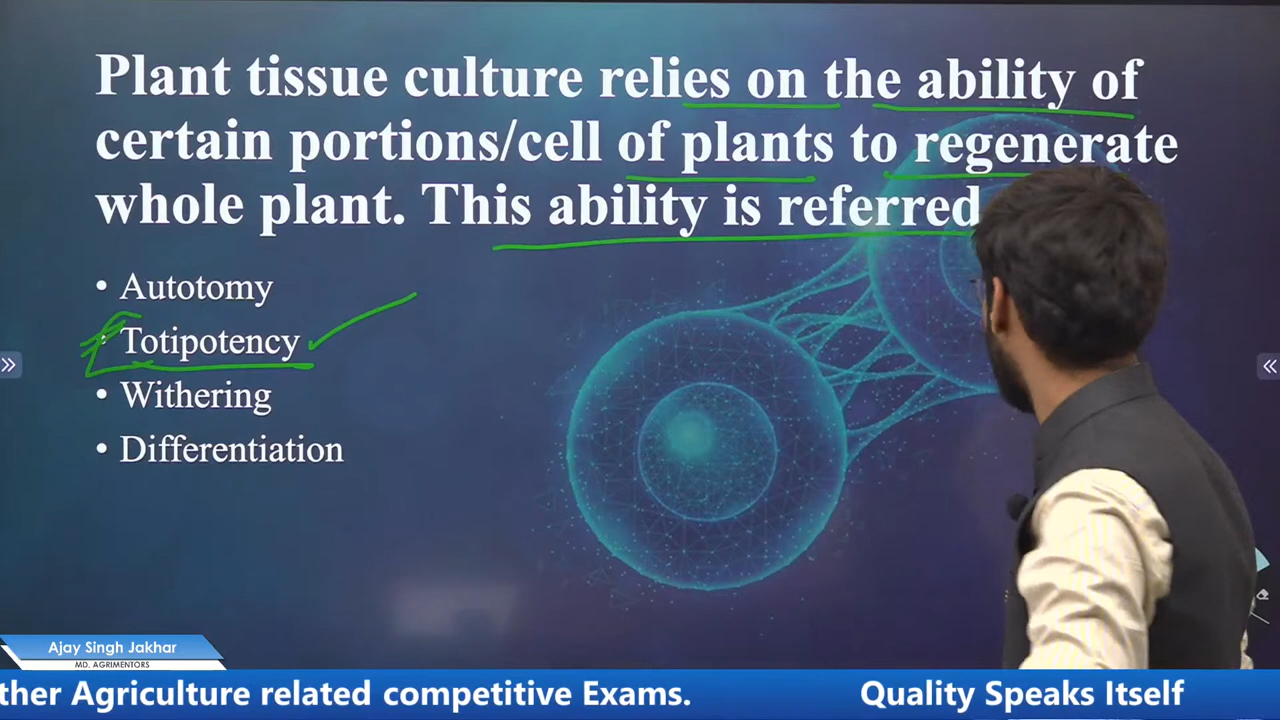 Plant tissue culture relies on the ability of
certain portions/cell of plants to regenerate
whole plant. This ability is referred
• Autotomy
• Totipotency
• Withering
• Differentiation
Ajay Singh Jakhar
MD. AGRIMENTORS
ther Agriculture related competitive Exams. Quality Speaks Itself